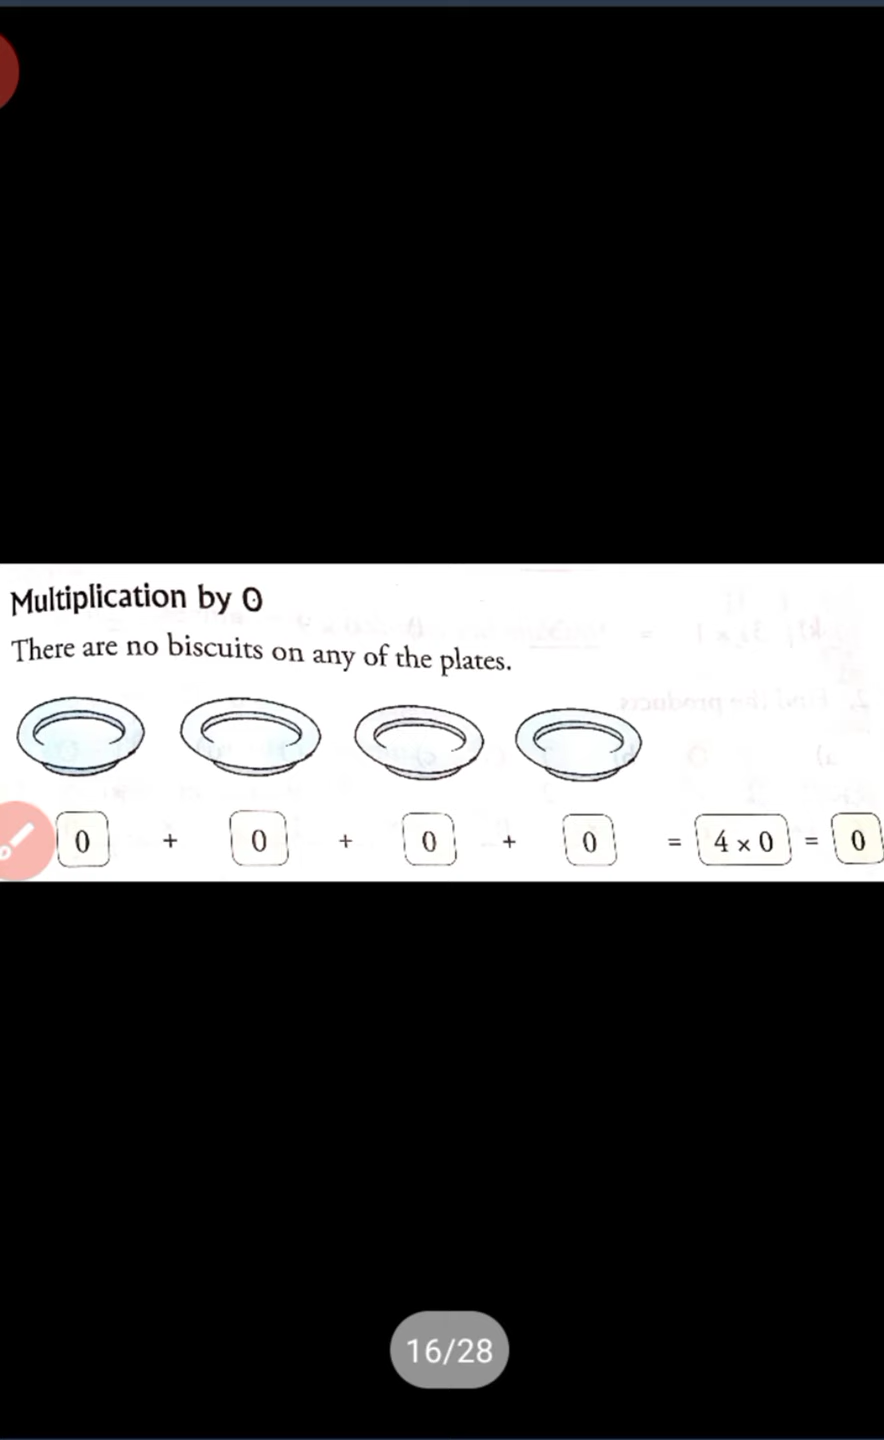 Multiplication by 0
There are no biscuits on any of the plates.
0 + 0 + 0 + 0 = 4 × 0 = 0
16/28